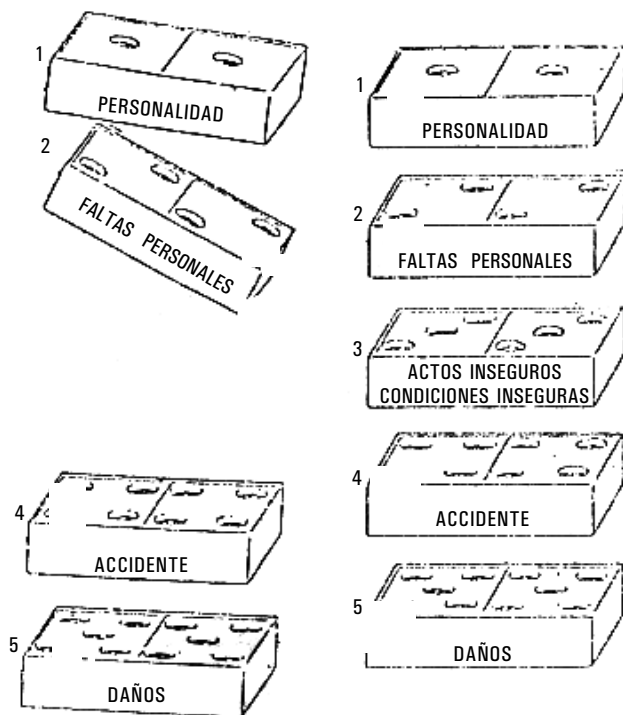 1
PERSONALIDAD
2
FALTAS PERSONALES
4
ACCIDENTE
5
DAÑOS
1
PERSONALIDAD
2
FALTAS PERSONALES
3
ACTOS INSEGUROS
CONDICIONES INSEGURAS
4
ACCIDENTE
5
DAÑOS